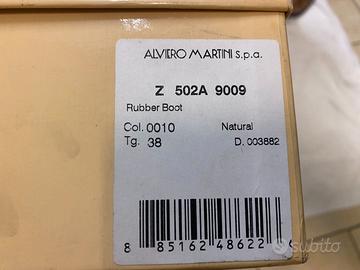 ALVIERO MARTINI s.p.a.
Z 502A 9009
Rubber Boot
Col. 0010 Natural
Tg. 38 D. 003882
8 85162 48622
subito